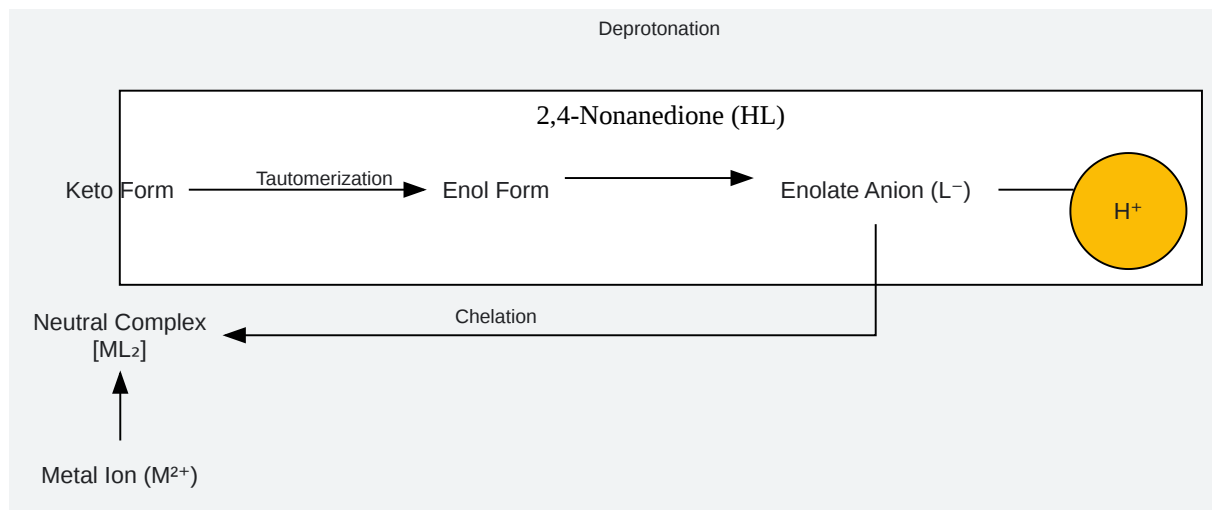 Deprotonation
2,4-Nonanedione (HL)
Keto Form
Tautomerization
Enol Form
Enolate Anion (L⁻)
H⁺
Neutral Complex
[ML₂]
Chelation
Metal Ion (M²⁺)